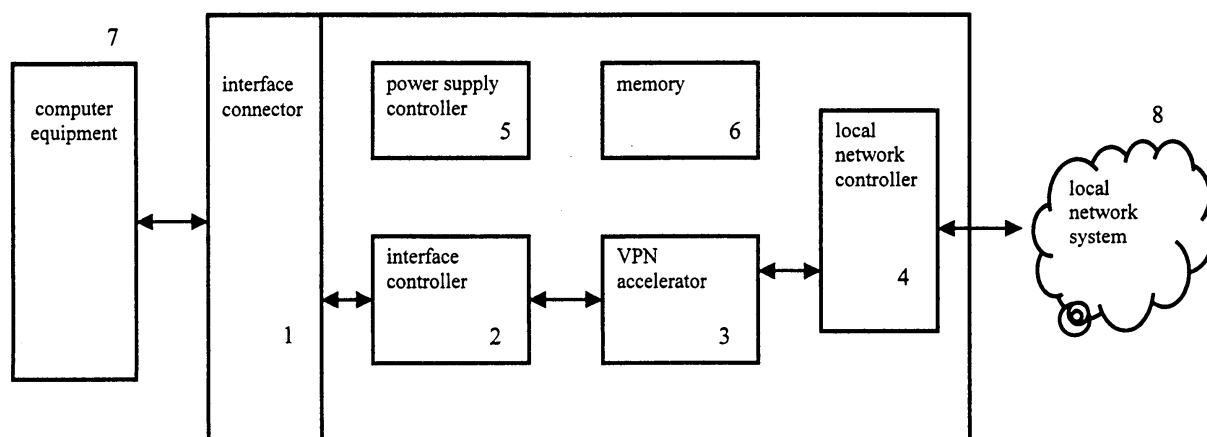 7
computer
equipment
interface
connector
1
power supply
controller
5
memory
6
interface
controller
2
VPN
accelerator
3
local
network
controller
4
8
local
network
system